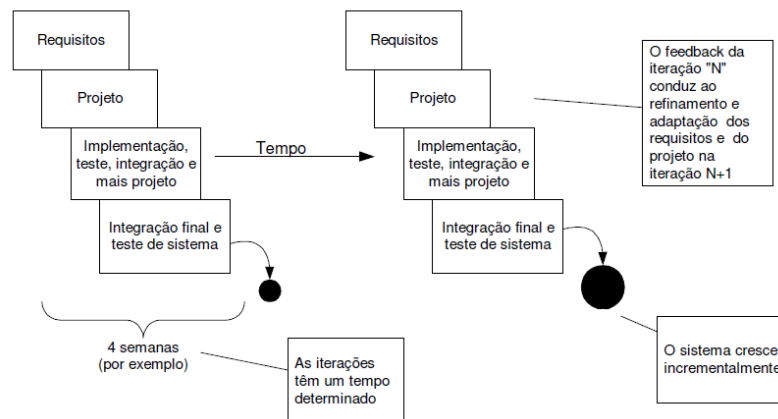 Requisitos
Projeto
Implementação,
teste, integração e
mais projeto
Integração final e
teste de sistema
4 semanas
(por exemplo)
As iterações
têm um tempo
determinado
Tempo
Requisitos
Projeto
Implementação,
teste, integração e
mais projeto
Integração final e
teste de sistema
O feedback da
iteração "N"
conduz ao
refinamento e
adaptação dos
requisitos e do
projeto na
iteração N+1
O sistema cresce
incrementalmente